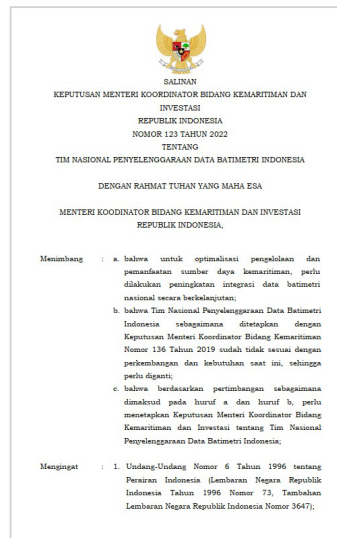 SALINAN
KEPUTUSAN MENTERI KOORDINATOR BIDANG KEMARITIMAN DAN
INVESTASI
REPUBLIK INDONESIA
NOMOR 123 TAHUN 2022
TENTANG
TIM NASIONAL PENYELENGGARAAN DATA BATIMETRI INDONESIA
DENGAN RAHMAT TUHAN YANG MAHA ESA
MENTERI KOODINATOR BIDANG KEMARITIMAN DAN INVESTASI
REPUBLIK INDONESIA,
Menimbang : a. bahwa untuk optimalisasi pengelolaan dan
pemanfaatan sumber daya kemaritiman, perlu
dilakukan peningkatan integrasi data batimetri
nasional secara berkelanjutan;
b. bahwa Tim Nasional Penyelenggaraan Data Batimetri
Indonesia sebagaimana ditetapkan dengan
Keputusan Menteri Koordinator Bidang Kemaritiman
Nomor 136 Tahun 2019 sudah tidak sesuai dengan
perkembangan dan kebutuhan saat ini, sehingga
perlu diganti;
c. bahwa berdasarkan pertimbangan sebagaimana
dimaksud pada huruf a dan huruf b, perlu
menetapkan Keputusan Menteri Koordinator Bidang
Kemaritiman dan Investasi tentang Tim Nasional
Penyelenggaraan Data Batimetri Indonesia;
Mengingat : 1. Undang-Undang Nomor 6 Tahun 1996 tentang
Perairan Indonesia (Lembaran Negara Republik
Indonesia Tahun 1996 Nomor 73, Tambahan
Lembaran Negara Republik Indonesia Nomor 3647);